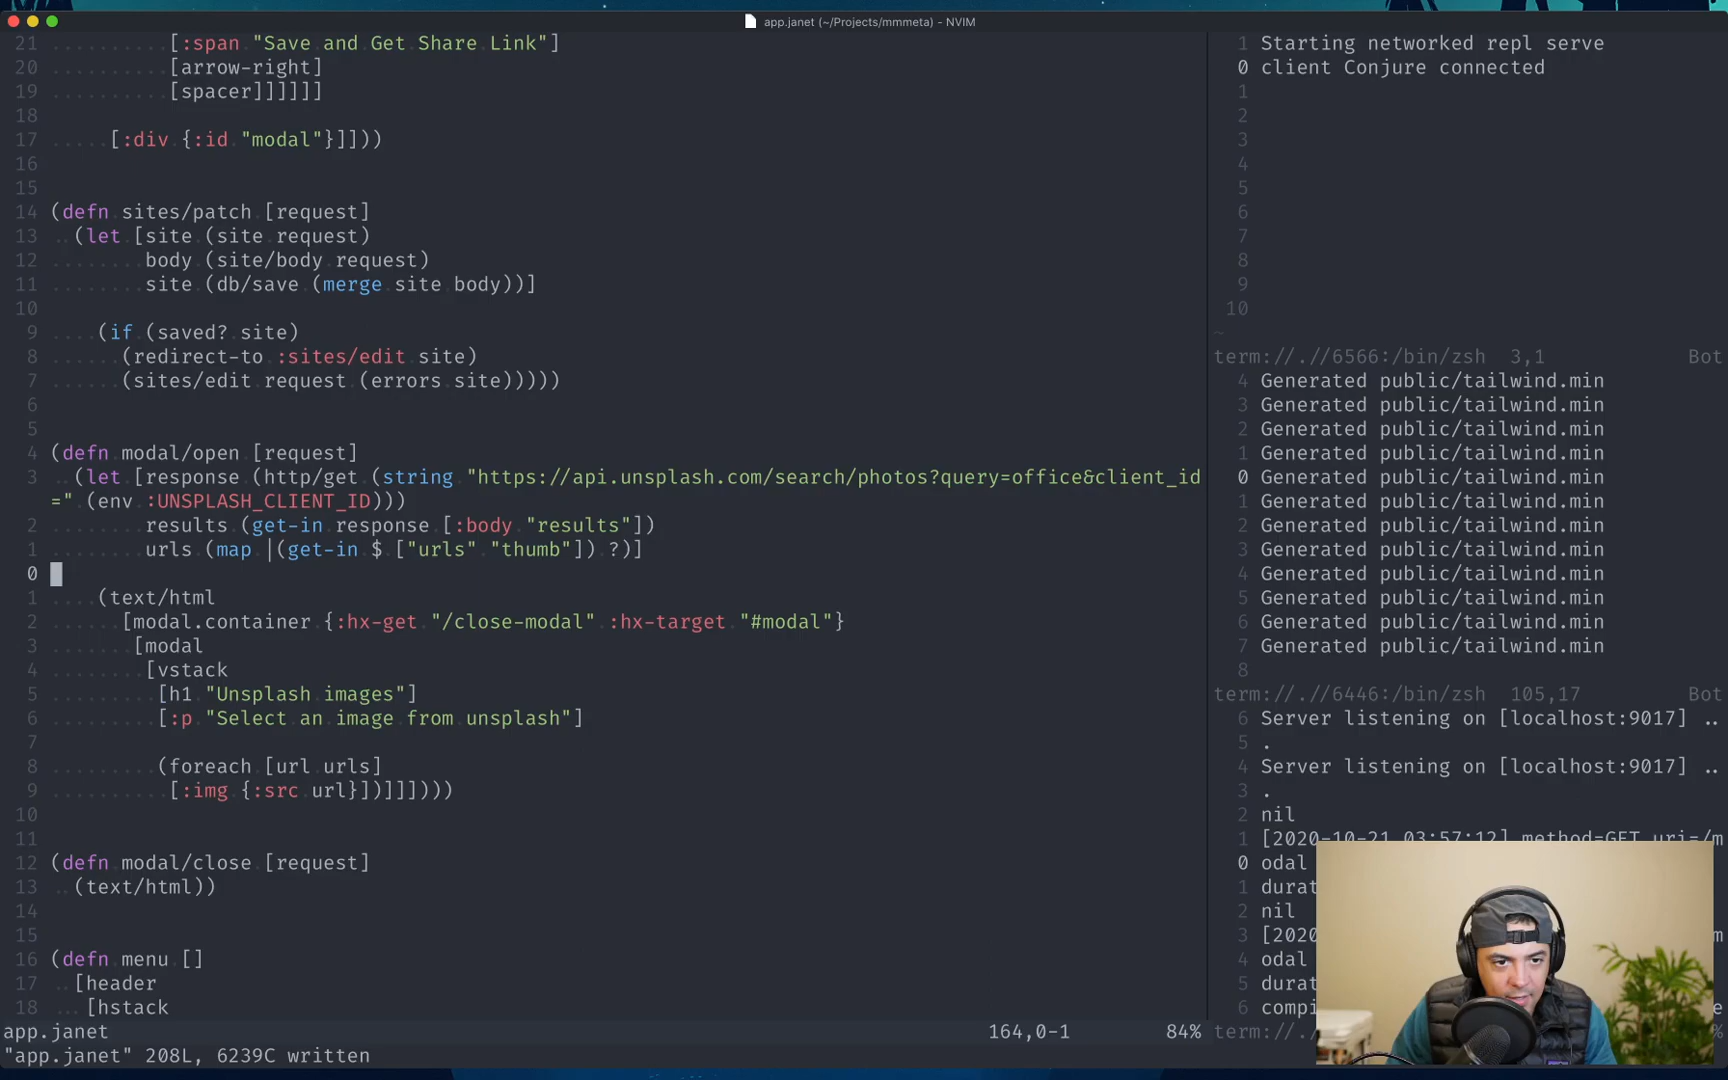 app.janet (~/Projects/mmmeta) - NVIM
21 [:span "Save and Get Share Link"]
20 [arrow-right]
19 [spacer]]]]]]
18
17 [:div {:id "modal"}]]))
16
15
14 (defn sites/patch [request]
13 (let [site (site request)
12 body (site/body request)
11 site (db/save (merge site body))]
10
9 (if (saved? site)
8 (redirect-to :sites/edit site)
7 (sites/edit request (errors site)))))
6
5
4 (defn modal/open [request]
3 (let [response (http/get (string "https://api.unsplash.com/search/photos?query=office&client_id
=" (env :UNSPLASH_CLIENT_ID)))
2 results (get-in response [:body "results"])
1 urls (map |(get-in $ ["urls" "thumb"]) ?)]
0
1 (text/html
2 [modal.container {:hx-get "/close-modal" :hx-target "#modal"}
3 [modal
4 [vstack
5 [h1 "Unsplash images"]
6 [:p "Select an image from unsplash"]
7
8 (foreach [url urls]
9 [:img {:src url}])]]])))
10
11
12 (defn modal/close [request]
13 (text/html))
14
15
16 (defn menu []
17 [header
18 [hstack
app.janet 164,0-1 84%
"app.janet" 208L, 6239C written
1 Starting networked repl serve
0 client Conjure connected
1
2
3
4
5
6
7
8
9
10
~
term://.//6566:/bin/zsh 3,1 Bot
4 Generated public/tailwind.min
3 Generated public/tailwind.min
2 Generated public/tailwind.min
1 Generated public/tailwind.min
0 Generated public/tailwind.min
1 Generated public/tailwind.min
2 Generated public/tailwind.min
3 Generated public/tailwind.min
4 Generated public/tailwind.min
5 Generated public/tailwind.min
6 Generated public/tailwind.min
7 Generated public/tailwind.min
8
term://.//6446:/bin/zsh 105,17 Bot
6 Server listening on [localhost:9017] ..
5 .
4 Server listening on [localhost:9017] ..
3 .
2 nil
1 [2020-10-21 03:57:12] method=GET uri=/m
0 odal
1 durat
2 nil
3 [2020
4 odal
5 durat
6 compi
term://./